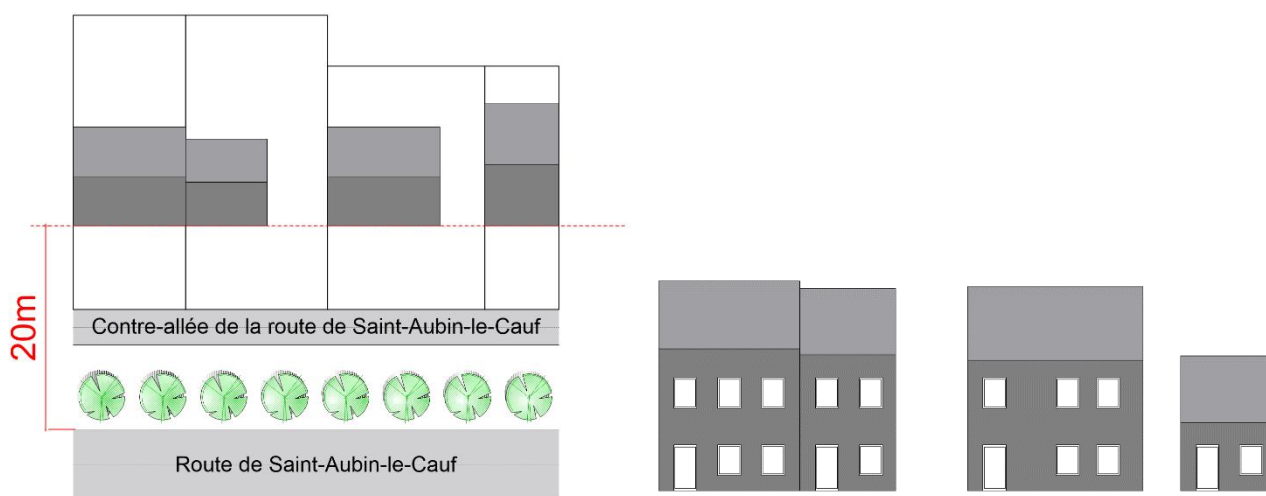 20m
Contre-allée de la route de Saint-Aubin-le-Cauf
Route de Saint-Aubin-le-Cauf